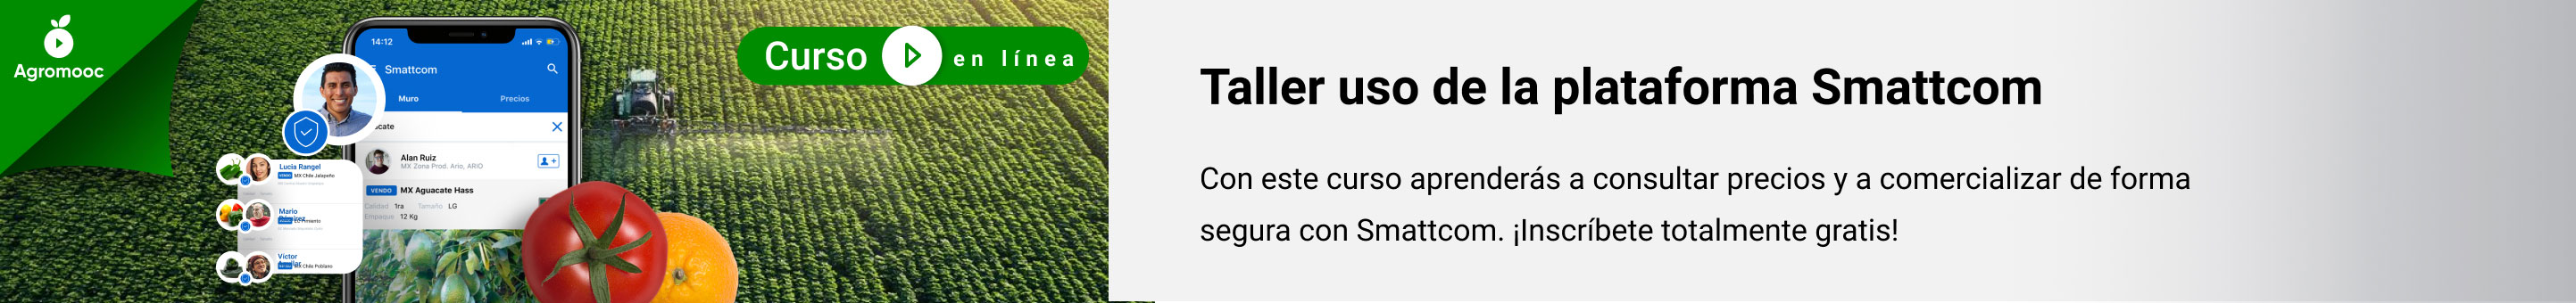 Agromooc
14:12
Smattcom
Muro
Precios
cate
Alan Ruiz
MX Zona Prod. Ario, ARIO
VENDO MX Aguacate Hass
Calidad 1ra Tamaño LG
Empaque 12 Kg
Lucia Rangel
VENDO MX Chile Jalapeño
Mario
Víctor
MX Chile Poblano
Curso en línea
Taller uso de la plataforma Smattcom
Con este curso aprenderás a consultar precios y a comercializar de forma
segura con Smattcom. ¡Inscríbete totalmente gratis!